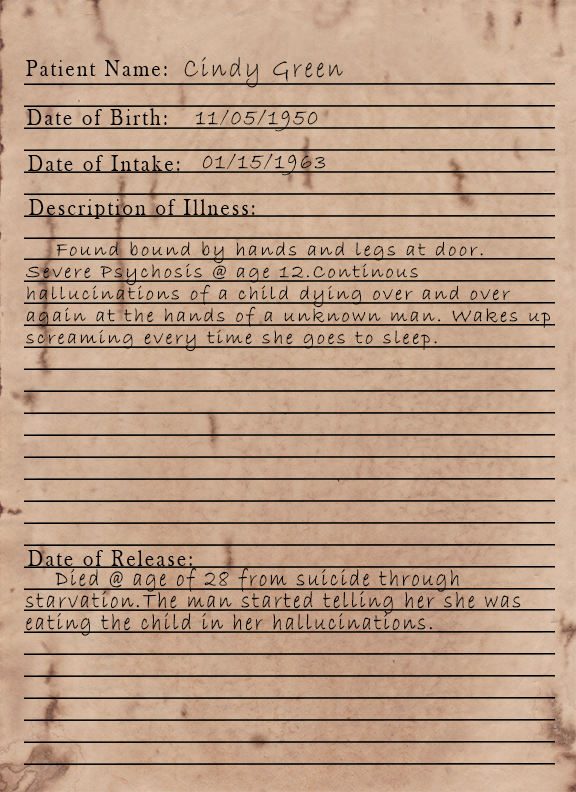 Patient Name: Cindy Green
Date of Birth: 11/05/1950
Date of Intake: 01/15/1963
Description of Illness:
Found bound by hands and legs at door.
Severe Psychosis @ age 12.Continous
hallucinations of a child dying over and over
again at the hands of a unknown man. Wakes up
screaming every time she goes to sleep.
Date of Release:
Died @ age of 28 from suicide through
starvation.The man started telling her she was
eating the child in her hallucinations.